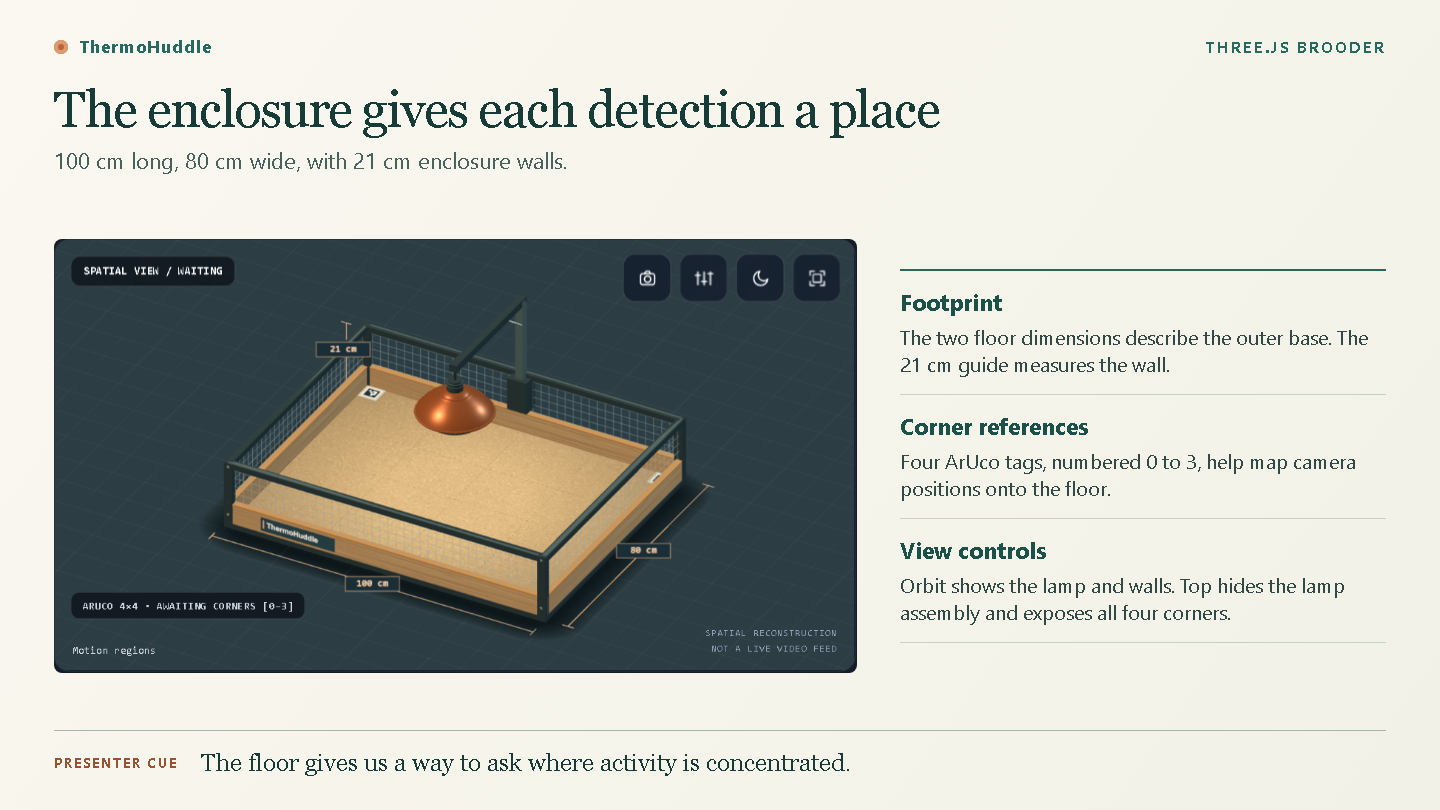 ThermoHuddle
THREE.JS BROODER
The enclosure gives each detection a place
100 cm long, 80 cm wide, with 21 cm enclosure walls.
SPATIAL VIEW / WAITING
21 cm
ThermoHuddle
80 cm
100 cm
ARUCO 4×4 • AWAITING CORNERS [0–3]
Motion regions
SPATIAL RECONSTRUCTION
NOT A LIVE VIDEO FEED
Footprint
The two floor dimensions describe the outer base. The
21 cm guide measures the wall.
Corner references
Four ArUco tags, numbered 0 to 3, help map camera
positions onto the floor.
View controls
Orbit shows the lamp and walls. Top hides the lamp
assembly and exposes all four corners.
PRESENTER CUE
The floor gives us a way to ask where activity is concentrated.